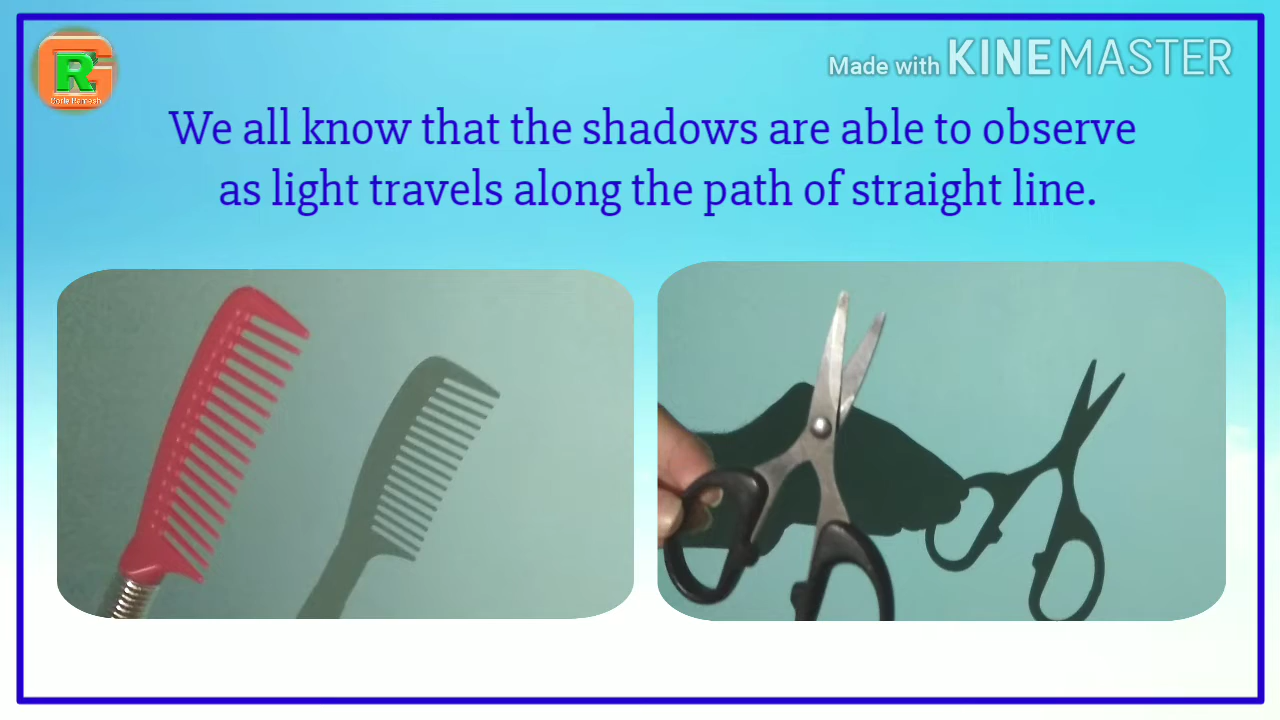 Made with KINEMASTER
We all know that the shadows are able to observe
as light travels along the path of straight line.